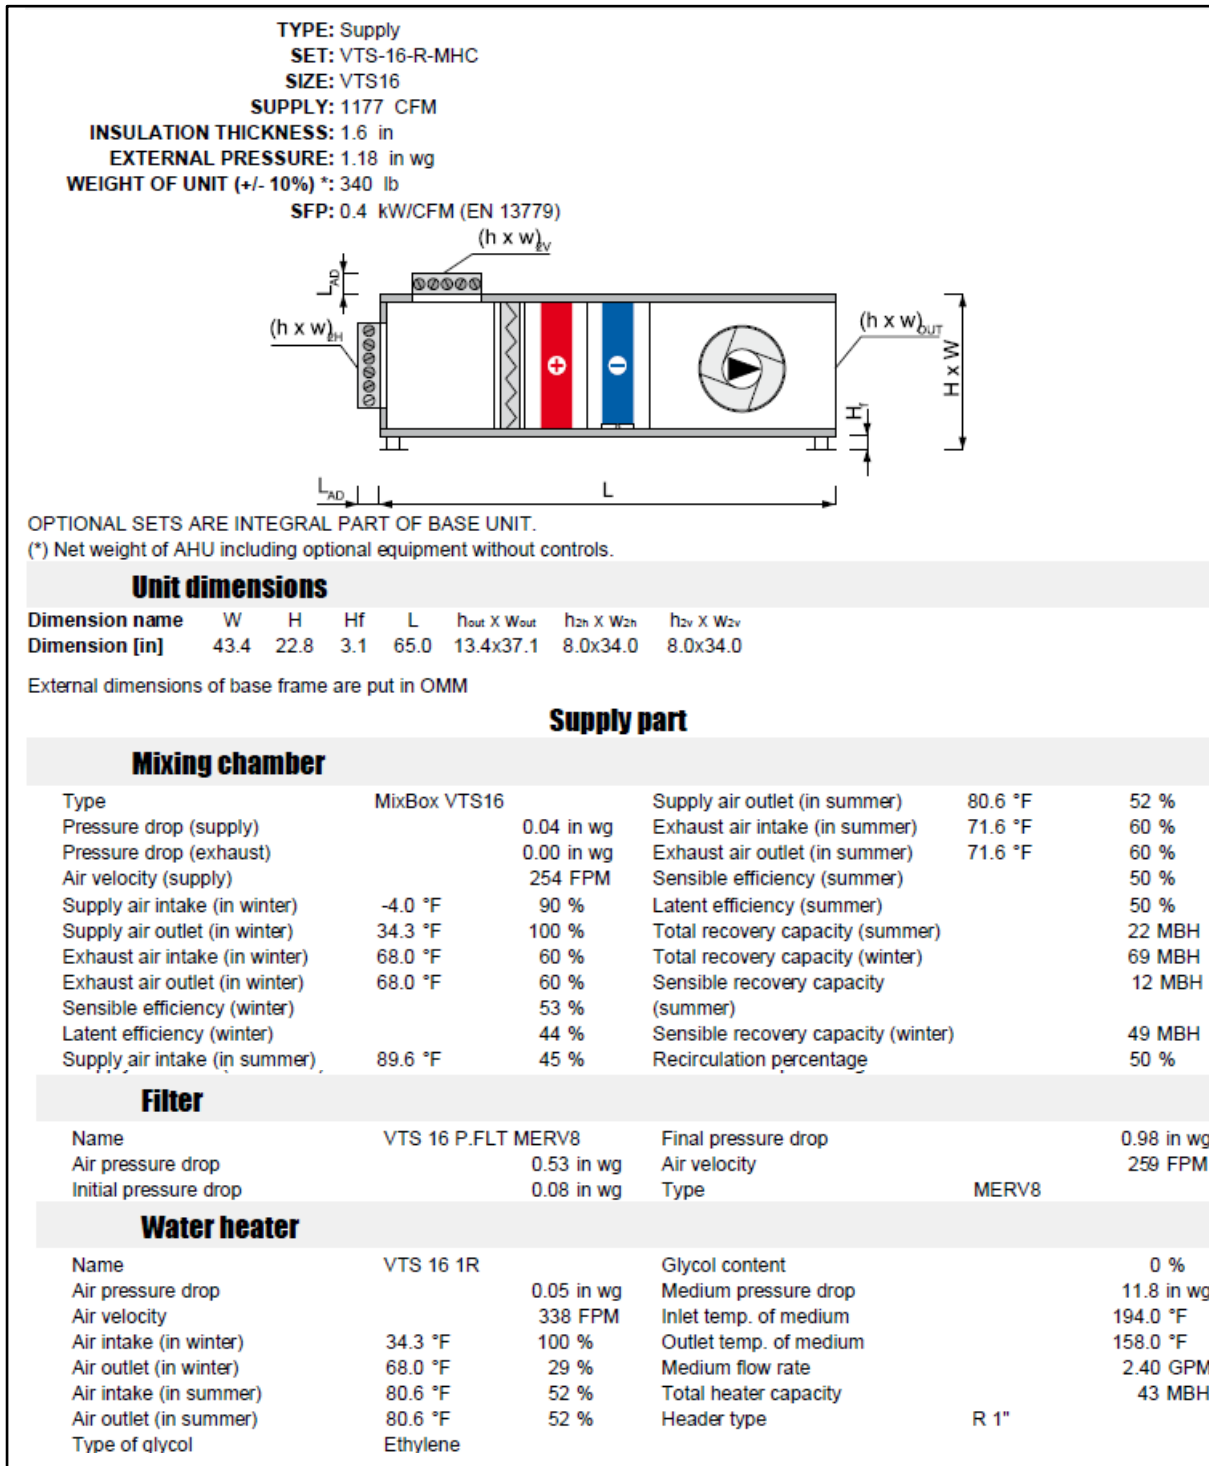 TYPE: Supply
SET: VTS-16-R-MHC
SIZE: VTS16
SUPPLY: 1177 CFM
INSULATION THICKNESS: 1.6 in
EXTERNAL PRESSURE: 1.18 in wg
WEIGHT OF UNIT (+/- 10%) *: 340 lb
SFP: 0.4 kW/CFM (EN 13779)
(h x w)2V
LAD
(h x w)2H
(h x w)OUT
H x W
Hf
LAD
L
OPTIONAL SETS ARE INTEGRAL PART OF BASE UNIT.
(*) Net weight of AHU including optional equipment without controls.
Unit dimensions
Dimension name W H Hf L hout x wout h2h x w2h h2v x w2v
Dimension [in] 43.4 22.8 3.1 65.0 13.4x37.1 8.0x34.0 8.0x34.0
External dimensions of base frame are put in OMM
Supply part
Mixing chamber
Type MixBox VTS16 Supply air outlet (in summer) 80.6 °F 52 %
Pressure drop (supply) 0.04 in wg Exhaust air intake (in summer) 71.6 °F 60 %
Pressure drop (exhaust) 0.00 in wg Exhaust air outlet (in summer) 71.6 °F 60 %
Air velocity (supply) 254 FPM Sensible efficiency (summer) 50 %
Supply air intake (in winter) -4.0 °F 90 % Latent efficiency (summer) 50 %
Supply air outlet (in winter) 34.3 °F 100 % Total recovery capacity (summer) 22 MBH
Exhaust air intake (in winter) 68.0 °F 60 % Total recovery capacity (winter) 69 MBH
Exhaust air outlet (in winter) 68.0 °F 60 % Sensible recovery capacity 12 MBH
Sensible efficiency (winter) 53 % (summer)
Latent efficiency (winter) 44 % Sensible recovery capacity (winter) 49 MBH
Supply air intake (in summer) 89.6 °F 45 % Recirculation percentage 50 %
Filter
Name VTS 16 P.FLT MERV8 Final pressure drop 0.98 in wg
Air pressure drop 0.53 in wg Air velocity 259 FPM
Initial pressure drop 0.08 in wg Type MERV8
Water heater
Name VTS 16 1R Glycol content 0 %
Air pressure drop 0.05 in wg Medium pressure drop 11.8 in wg
Air velocity 338 FPM Inlet temp. of medium 194.0 °F
Air intake (in winter) 34.3 °F 100 % Outlet temp. of medium 158.0 °F
Air outlet (in winter) 68.0 °F 29 % Medium flow rate 2.40 GPM
Air intake (in summer) 80.6 °F 52 % Total heater capacity 43 MBH
Air outlet (in summer) 80.6 °F 52 % Header type R 1"
Type of glycol Ethylene